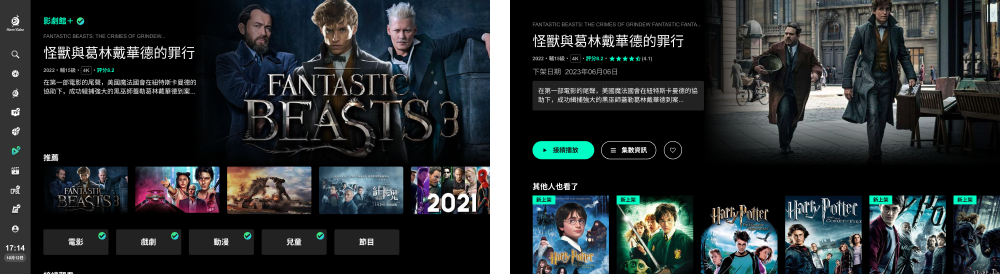 影劇館+
FANTASTIC BEASTS: THE CRIMES OF GRINDEW...
怪獸與葛林戴華德的罪行
2022・輔15級・4K・評分8.2
在第一部電影的尾聲，美國魔法國會在紐特斯卡曼德的
協助下，成功緝捕強大的黑巫師蓋勒葛林戴華德到案...
FANTASTIC
BEASTS 3
推薦
FANTASTIC
BEASTS 3
2021
電影
戲劇
動漫
兒童
節目
17:14
FANTASTIC BEASTS: THE CRIMES OF GRINDEW FANTASTIC FANTA...
怪獸與葛林戴華德的罪行
2022・輔15級・4K・評分8.2・(4.1)
下架日期 2023年06月06日
在第一部電影的尾聲，美國魔法國會在紐特斯卡曼德的協
助下，成功緝捕強大的黑巫師蓋勒葛林戴華德到案...
接續播放
集數資訊
其他人也看了
新上架
新上架
新上架
新上架
Harry Potter
Harry Potter
Harry Potter
Harry Potter
Harry Potter